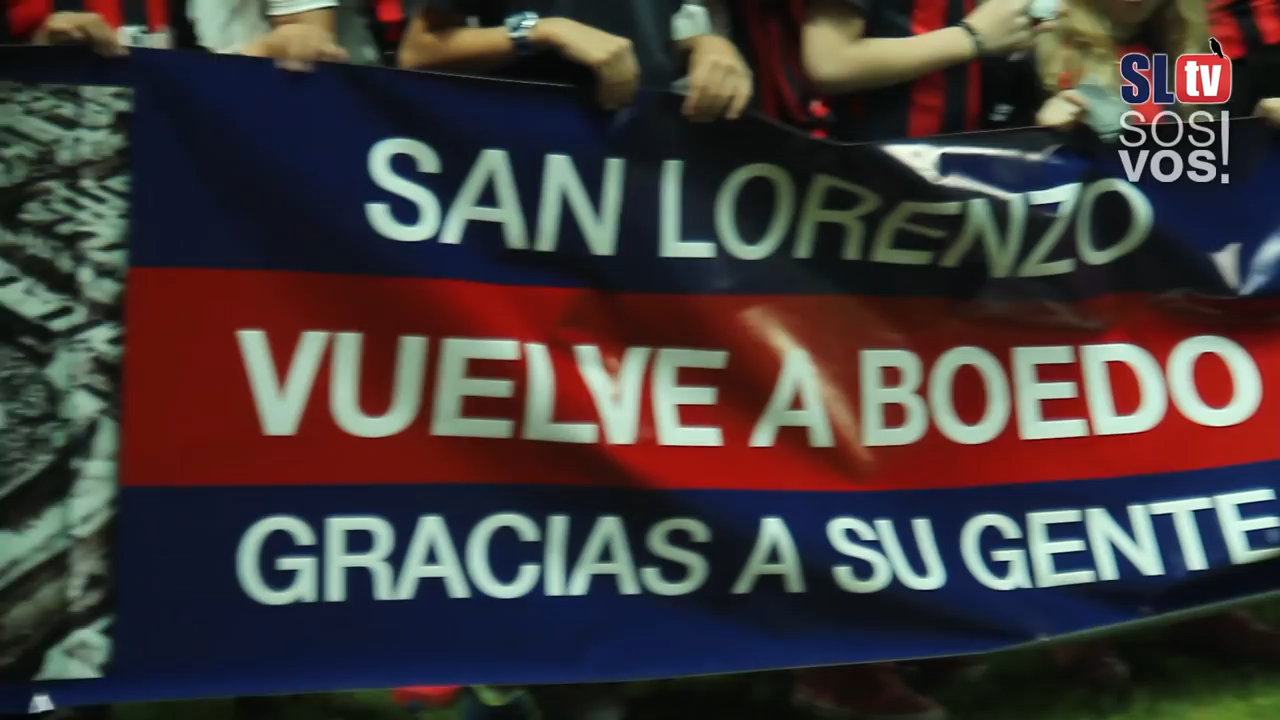 SLtv
SOS
VOS!
SAN LORENZO
VUELVE A BOEDO
GRACIAS A SU GENTE